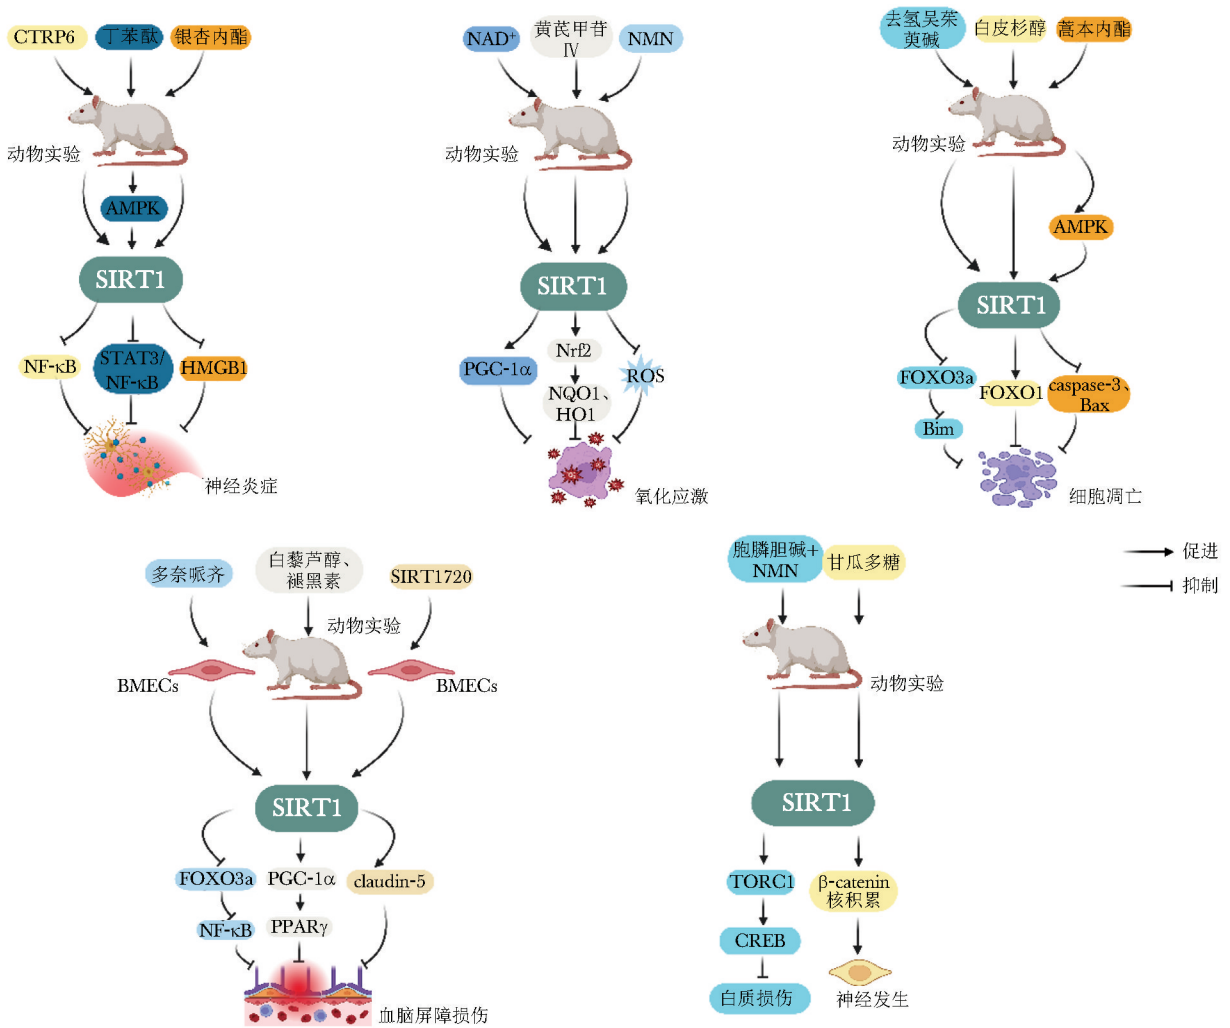 CTRP6
丁苯酞
银杏内酯
动物实验
AMPK
SIRT1
NF-κB
STAT3/
NF-κB
HMGB1
神经炎症
NAD⁺
黄芪甲苷
Ⅳ
NMN
动物实验
SIRT1
PGC-1α
Nrf2
NQO1、
HO1
ROS
氧化应激
去氢吴茱
萸碱
白皮杉醇
蒿本内酯
动物实验
AMPK
SIRT1
FOXO3a
Bim
FOXO1
caspase-3、
Bax
细胞凋亡
多奈哌齐
白藜芦醇、
褪黑素
SIRT1720
动物实验
BMECs
BMECs
SIRT1
FOXO3a
NF-κB
PGC-1α
PPARγ
claudin-5
血脑屏障损伤
胞膦胆碱+
NMN
甘瓜多糖
动物实验
SIRT1
TORC1
CREB
白质损伤
β-catenin
核积累
神经发生
促进
抑制